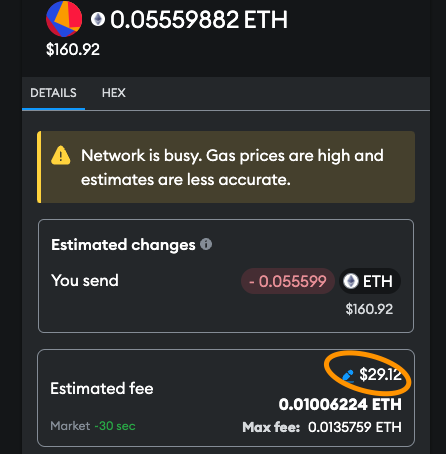 0.05559882 ETH
$160.92
DETAILS HEX
Network is busy. Gas prices are high and
estimates are less accurate.
Estimated changes
You send - 0.055599 ETH
$160.92
$29.12
Estimated fee
0.01006224 ETH
Market -30 sec Max fee: 0.0135759 ETH